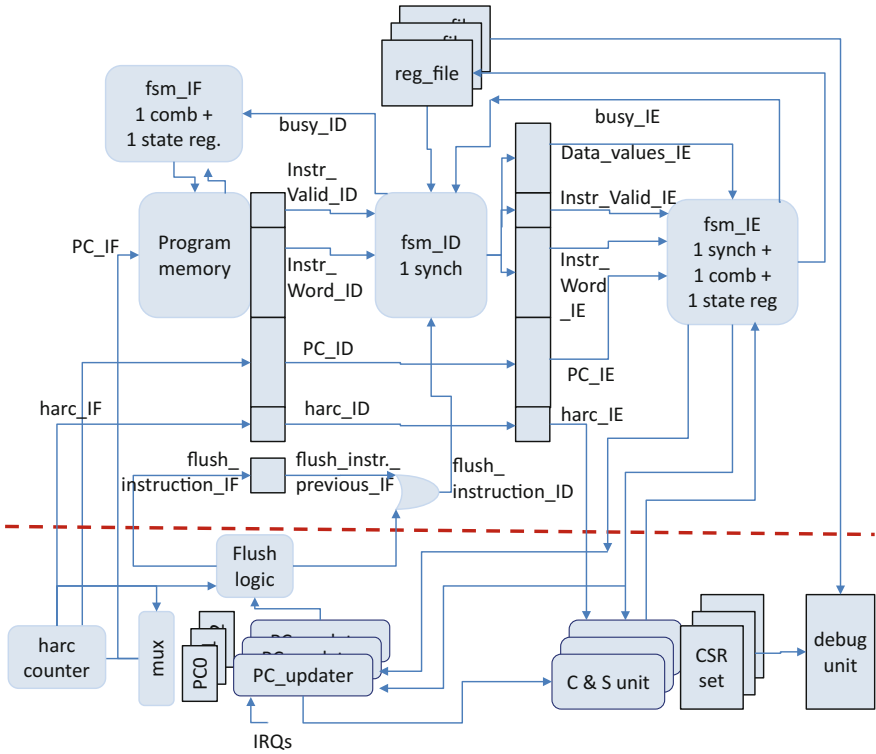 reg_file
fsm_IF
1 comb +
1 state reg.
busy_ID
busy_IE
Data_values_IE
Instr_
Valid_ID
Instr_Valid_IE
PC_IF
Program
memory
fsm_ID
1 synch
fsm_IE
1 synch +
1 comb +
1 state reg
Instr_
Word_ID
Instr_
Word
_IE
PC_ID
PC_IE
harc_IF
harc_ID
harc_IE
flush_
instruction_IF
flush_instr._
previous_IF
flush_
instruction_ID
Flush
logic
harc
counter
mux
PC0
PC_updater
C & S unit
CSR
set
debug
unit
IRQs